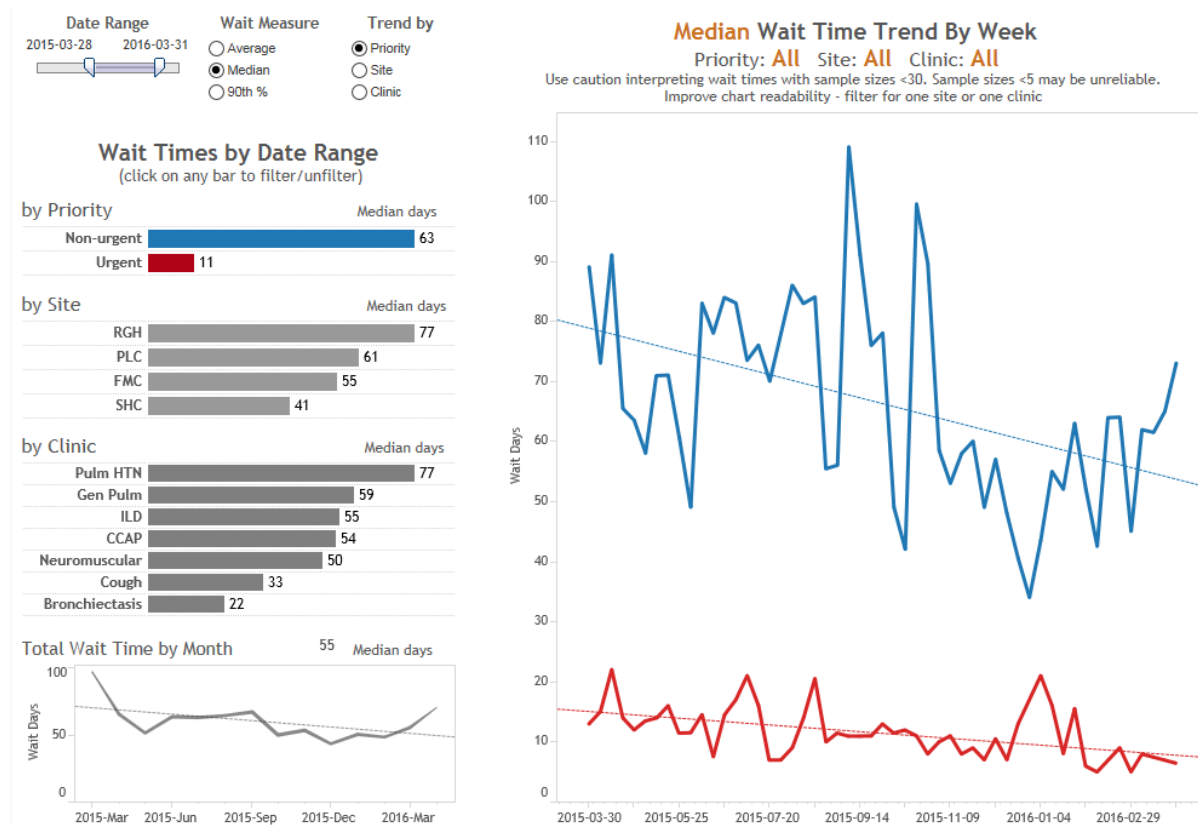 Date Range
2015-03-28 2016-03-31
Wait Measure
Average
Median
90th %
Trend by
Priority
Site
Clinic
Wait Times by Date Range
(click on any bar to filter/unfilter)
by Priority Median days
Non-urgent 63
Urgent 11
by Site Median days
RGH 77
PLC 61
FMC 55
SHC 41
by Clinic Median days
Pulm HTN 77
Gen Pulm 59
ILD 55
CCAP 54
Neuromuscular 50
Cough 33
Bronchiectasis 22
Total Wait Time by Month 55 Median days
Wait Days
100
50
0
2015-Mar 2015-Jun 2015-Sep 2015-Dec 2016-Mar
Median Wait Time Trend By Week
Priority: All Site: All Clinic: All
Use caution interpreting wait times with sample sizes <30. Sample sizes <5 may be unreliable.
Improve chart readability - filter for one site or one clinic
Wait Days
110
100
90
80
70
60
50
40
30
20
10
0
2015-03-30 2015-05-25 2015-07-20 2015-09-14 2015-11-09 2016-01-04 2016-02-29